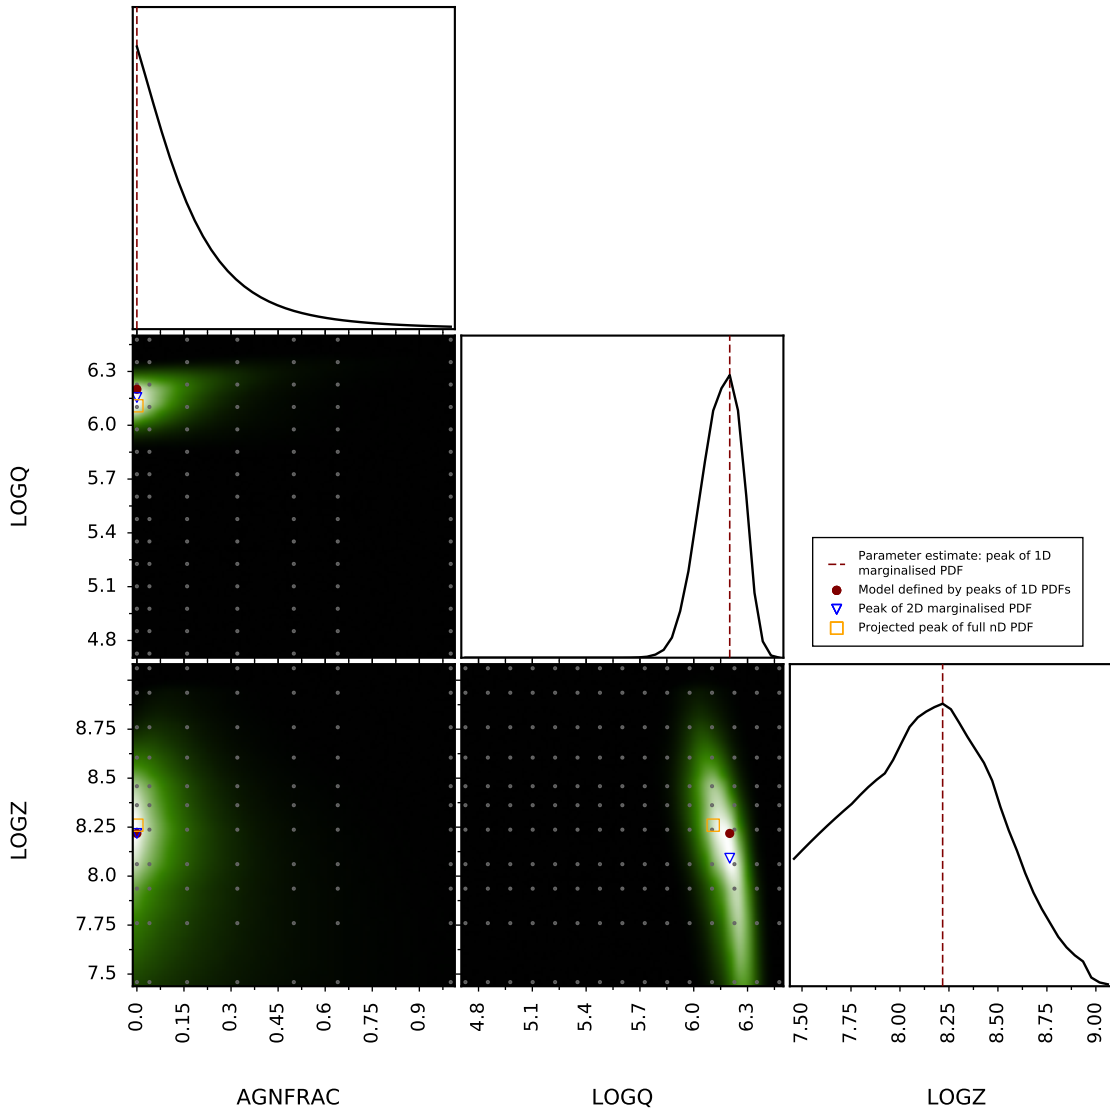 6.3
6.0
5.7
5.4
5.1
4.8
LOGQ
Parameter estimate: peak of 1D
marginalised PDF
Model defined by peaks of 1D PDFs
Peak of 2D marginalised PDF
Projected peak of full nD PDF
8.75
8.5
8.25
8.0
7.75
7.5
LOGZ
0.0 0.15 0.3 0.45 0.6 0.75 0.9
4.8 5.1 5.4 5.7 6.0 6.3
7.50 7.75 8.00 8.25 8.50 8.75 9.00
AGNFRAC LOGQ LOGZ